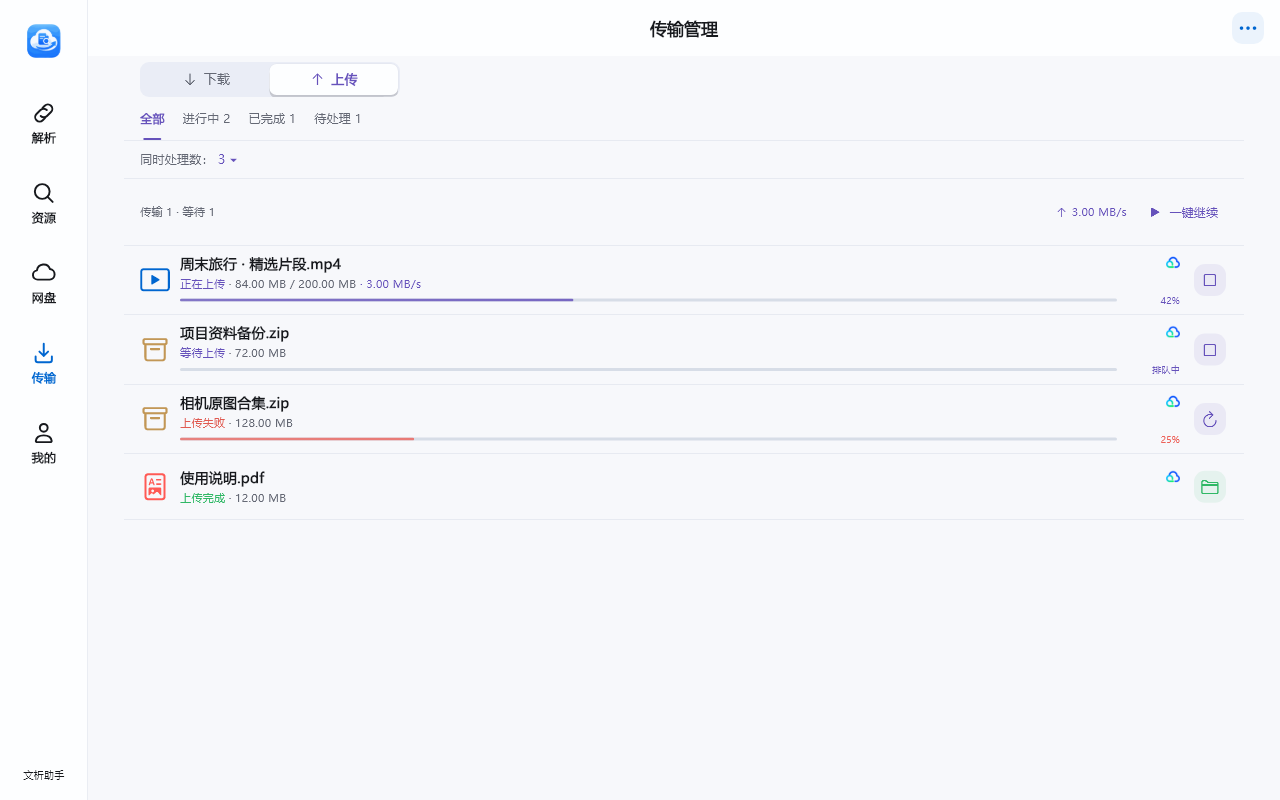 传输管理
解析
资源
网盘
传输
我的
文析助手
下载
上传
全部 进行中 2 已完成 1 待处理 1
同时处理数: 3
传输 1 · 等待 1
3.00 MB/s 一键继续
周末旅行 · 精选片段.mp4
正在上传 · 84.00 MB / 200.00 MB · 3.00 MB/s
42%
项目资料备份.zip
等待上传 · 72.00 MB
排队中
相机原图合集.zip
上传失败 · 128.00 MB
25%
使用说明.pdf
上传完成 · 12.00 MB